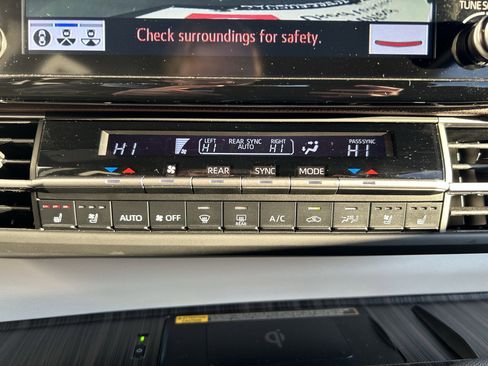 TUNE
Check surroundings for safety.
HI LEFT HI REAR SYNC AUTO RIGHT HI PASS SYNC HI
REAR SYNC MODE
AUTO OFF REAR A/C